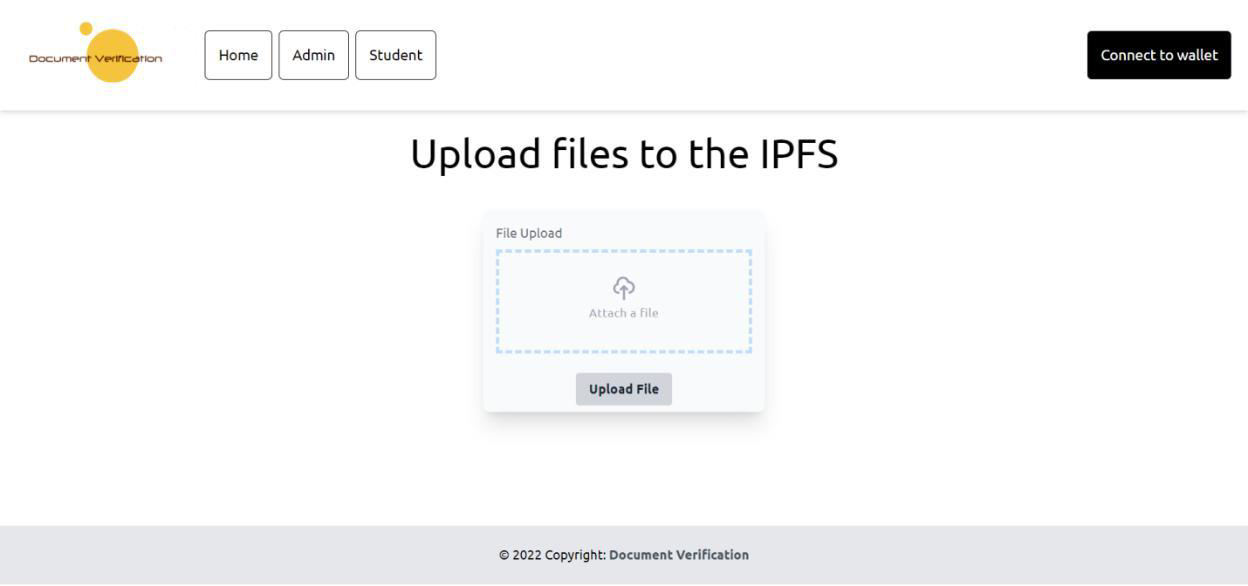 Document Verification
Home Admin Student
Connect to wallet
Upload files to the IPFS
File Upload
Attach a file
Upload File
© 2022 Copyright: Document Verification